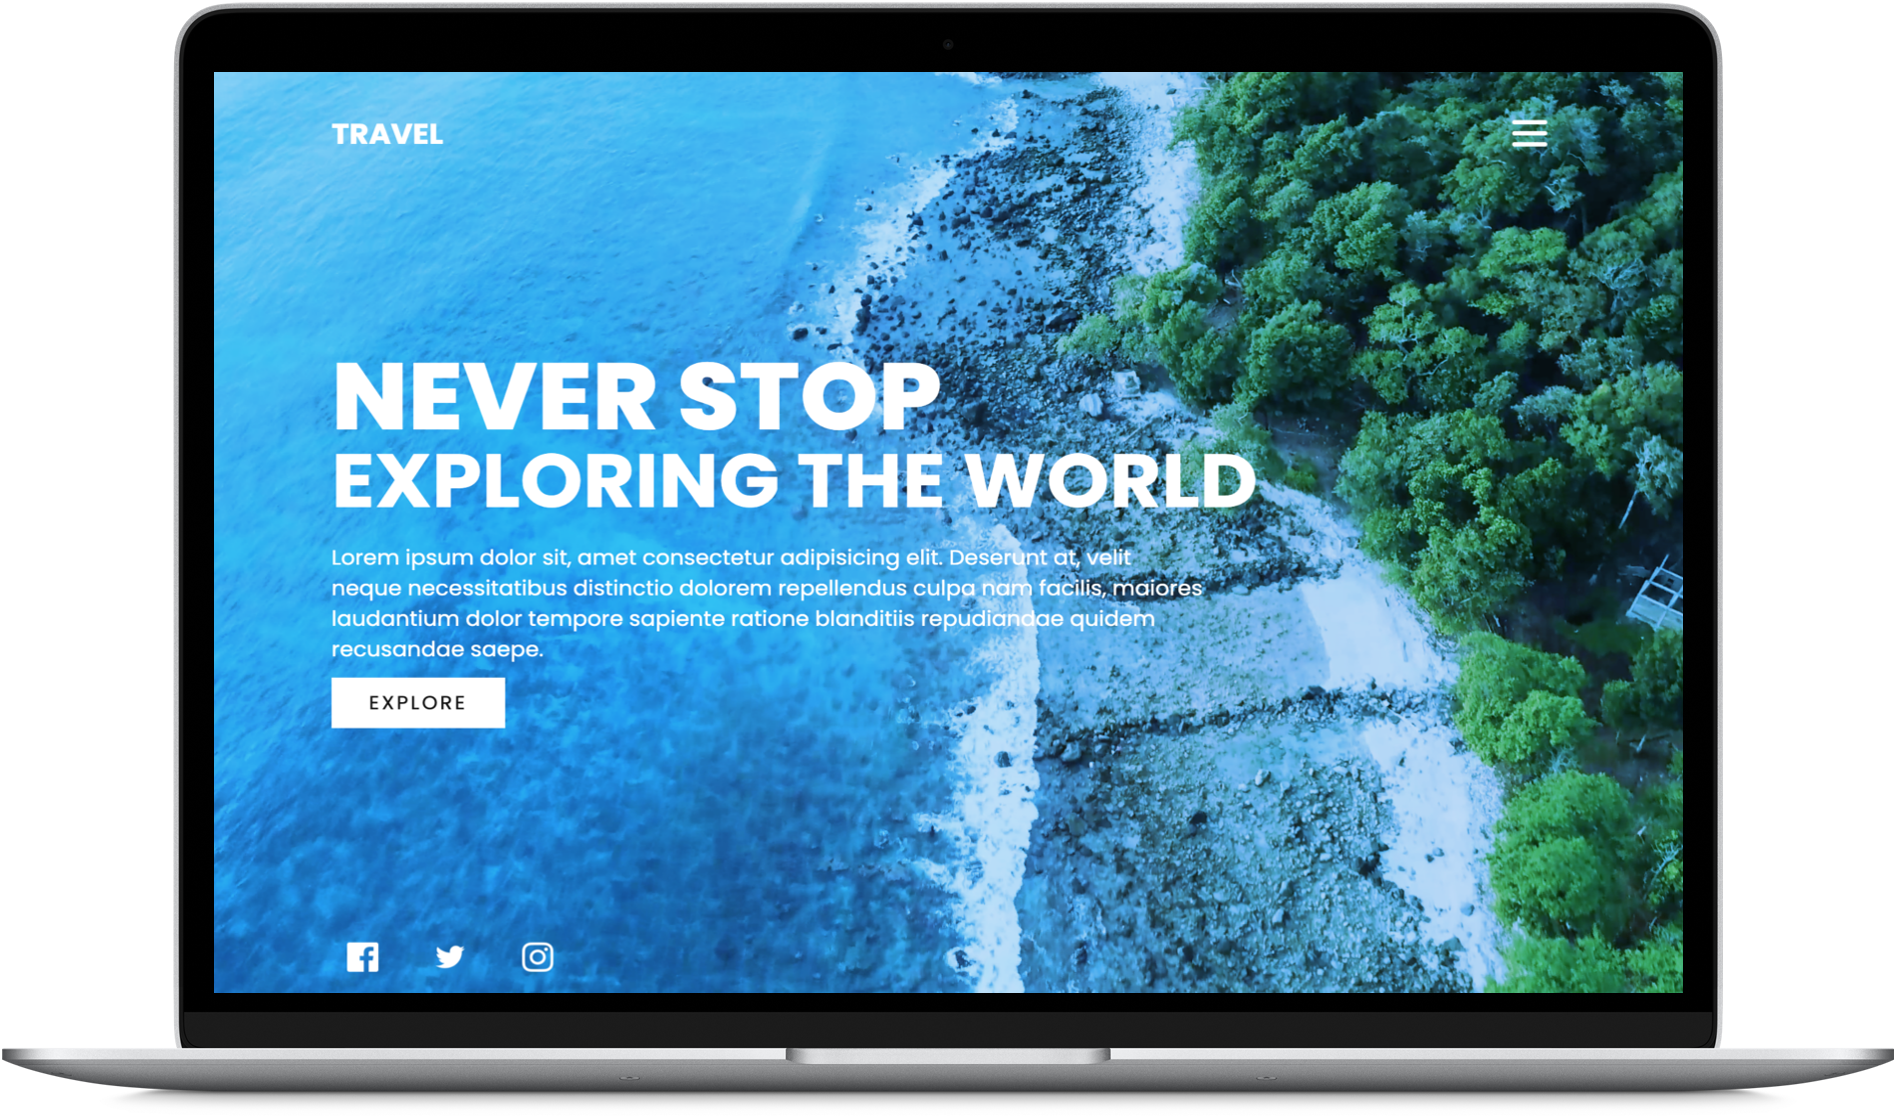 TRAVEL
NEVER STOP
EXPLORING THE WORLD
Lorem ipsum dolor sit, amet consectetur adipisicing elit. Deserunt at, velit
neque necessitatibus distinctio dolorem repellendus culpa nam facilis, maiores
laudantium dolor tempore sapiente ratione blanditiis repudiandae quidem
recusandae saepe.
EXPLORE